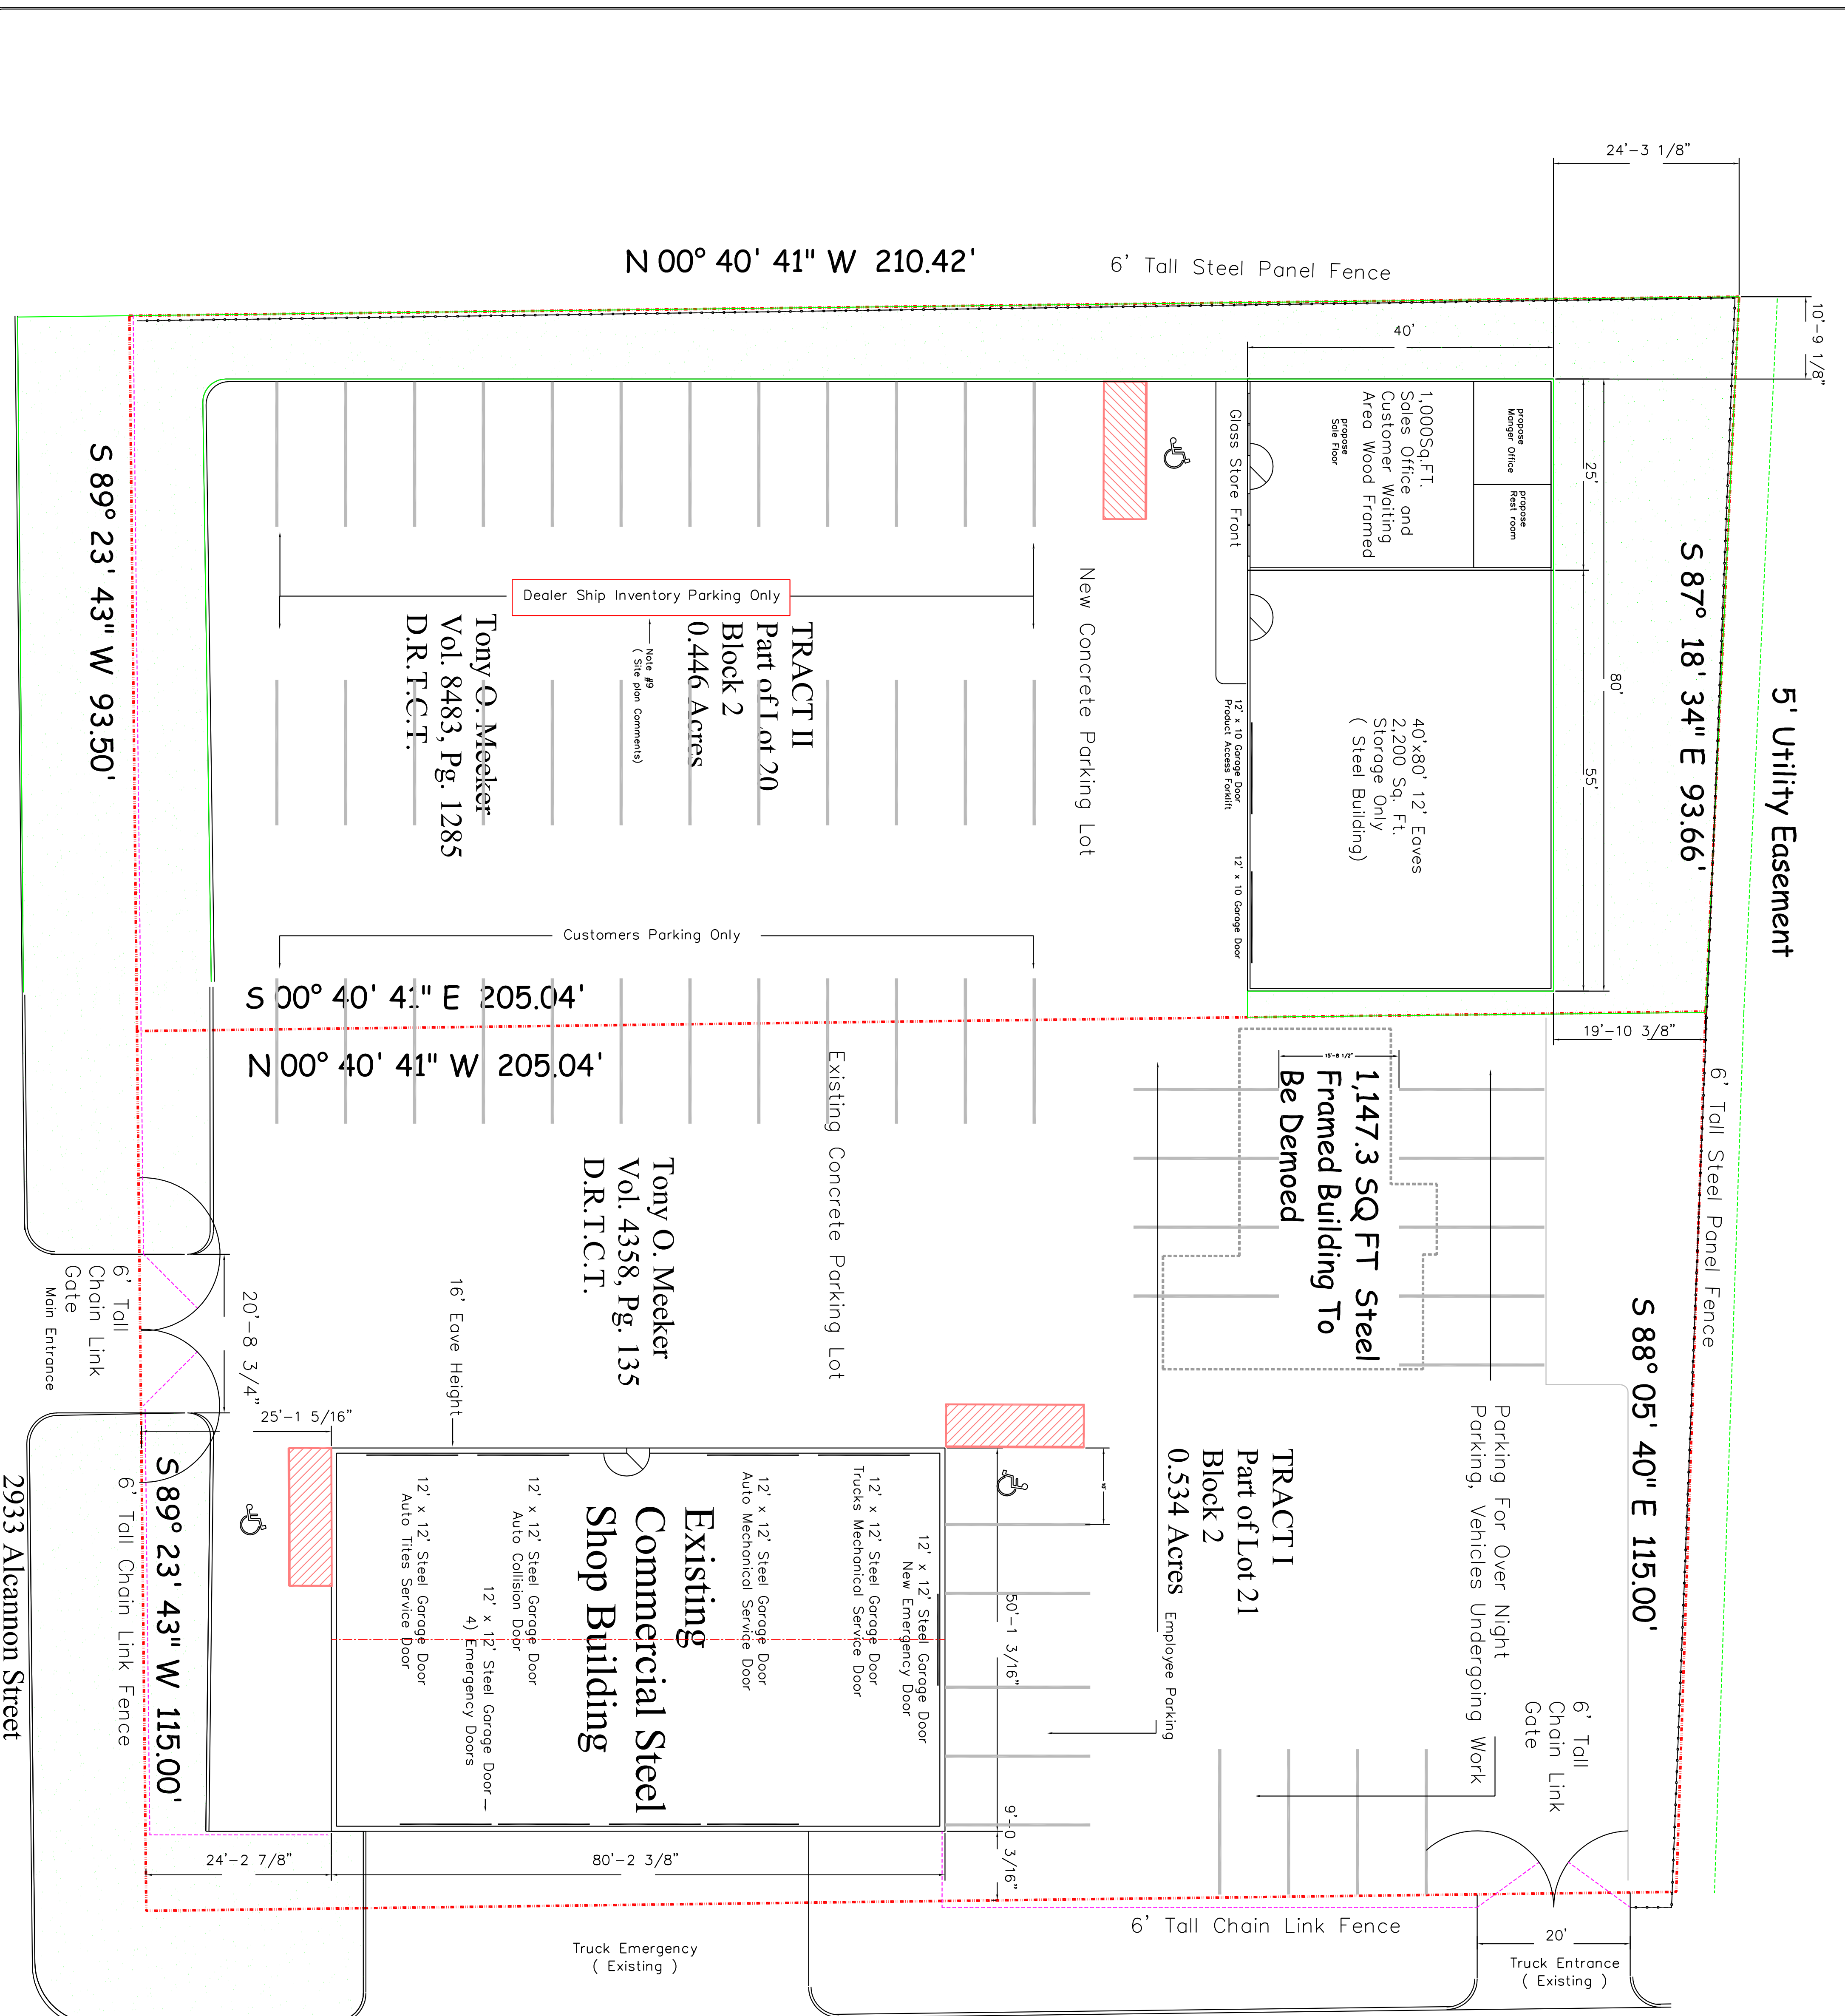 24'-3 1/8"
N 00° 40' 41" W 210.42'
6' Tall Steel Panel Fence
10'-9 1/8"
40'
1,000Sq.FT.
Sales Office and
Customer Waiting
Area Wood Framed
propose
Sale Floor
propose
Manger Office
propose
Rest room
25'
80'
55'
Glass Store Front
S 87° 18' 34" E 93.66'
5' Utility Easement
S 89° 23' 43" W 93.50'
Dealer Ship Inventory Parking Only
Note #9
( Site plan Comments)
New Concrete Parking Lot
TRACT II
Part of Lot 20
Block 2
0.446 Acres
Tony O. Meeker
Vol. 8483, Pg. 1285
D.R.T.C.T.
12' x 10 Garage Door
Product Access Forklift
12' x 10 Garage Door
40'x80' 12' Eaves
2,200 Sq. Ft.
Storage Only
( Steel Building)
Customers Parking Only
S 00° 40' 41" E 205.04'
N 00° 40' 41" W 205.04'
19'-10 3/8"
15'-8 1/2"
1,147.3 SQ FT Steel
Framed Building To
Be Demoed
6' Tall Steel Panel Fence
Existing Concrete Parking Lot
Tony O. Meeker
Vol. 4358, Pg. 135
D.R.T.C.T.
16' Eave Height
6' Tall
Chain Link
Gate
Main Entrance
20'-8 3/4"
25'-1 5/16"
S 88° 05' 40" E 115.00'
Parking For Over Night
Parking, Vehicles Undergoing Work
TRACT I
Part of Lot 21
Block 2
0.534 Acres
Employee Parking
S 89° 23' 43" W 115.00'
6' Tall Chain Link Fence
2933 Alcannon Street
12' x 12' Steel Garage Door
Auto Tites Service Door
12' x 12' Steel Garage Door
Auto Collision Door
12' x 12' Steel Garage Door
4) Emergency Doors
Existing
Commercial Steel
Shop Building
12' x 12' Steel Garage Door
Auto Mechanical Service Door
12' x 12' Steel Garage Door
Trucks Mechanical Service Door
12' x 12' Steel Garage Door
New Emergency Door
50'-1 3/16"
9'-0 3/16"
6' Tall
Chain Link
Gate
24'-2 7/8"
80'-2 3/8"
6' Tall Chain Link Fence
20'
Truck Emergency
( Existing )
Truck Entrance
( Existing )